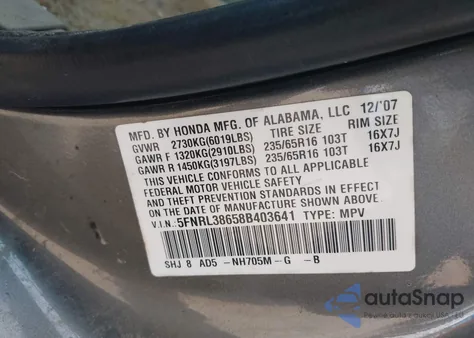 MFD. BY HONDA MFG. OF ALABAMA, LLC 12/'07
GVWR 2730KG(6019LBS) TIRE SIZE RIM SIZE
GAWR F 1320KG(2910LBS) 235/65R16 103T 16X7J
GAWR R 1450KG(3197LBS) 235/65R16 103T 16X7J
THIS VEHICLE CONFORMS TO ALL APPLICABLE
FEDERAL MOTOR VEHICLE SAFETY
AND THEFT PREVENTION STANDARDS IN EFFECT
ON THE DATE OF MANUFACTURE SHOWN ABOVE.
V.I.N.: 5FNRL38658B403641 TYPE: MPV
SHJ 8 AD5 -NH705M -G -B
autoSnap
Pewne auto z